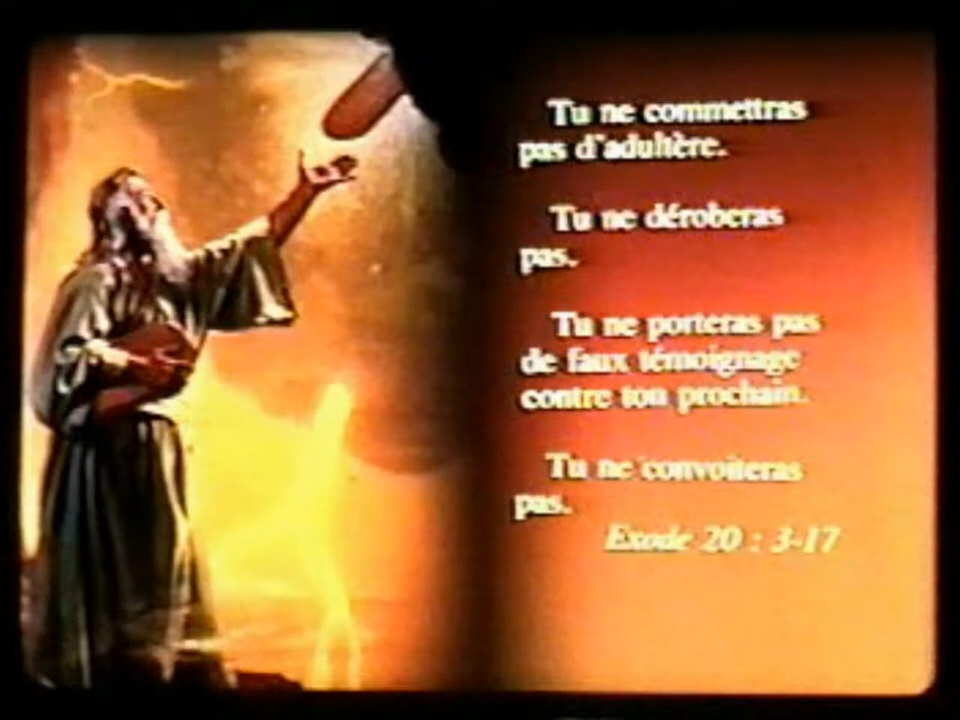 Tu ne commettras
pas d'adultère.
Tu ne déroberas
pas.
Tu ne porteras pas
de faux témoignage
contre ton prochain.
Tu ne convoiteras
pas.
Exode 20 : 3-17